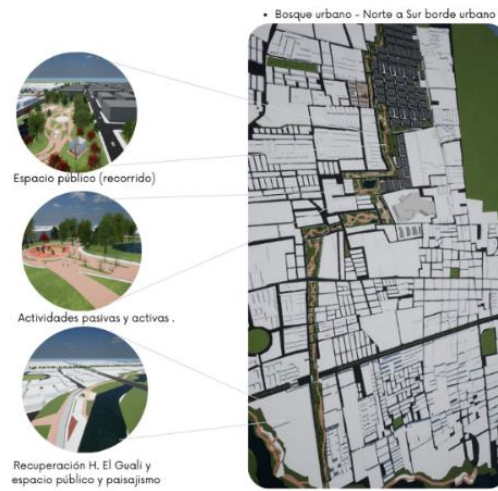 • Bosque urbano - Norte a Sur borde urbano
Espacio público (recorrido)
Actividades pasivas y activas .
Recuperación H. El Guali y
espacio público y paisajismo